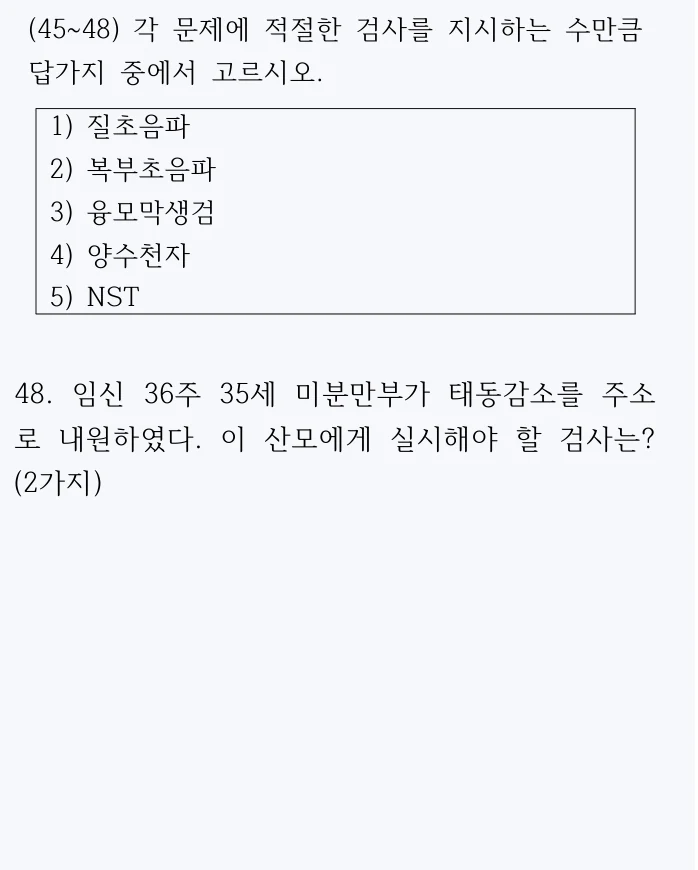 (45~48) 각 문제에 적절한 검사를 지시하는 수만큼
답가지 중에서 고르시오.
1) 질초음파
2) 복부초음파
3) 융모막생검
4) 양수천자
5) NST
48. 임신 36주 35세 미분만부가 태동감소를 주소
로 내원하였다. 이 산모에게 실시해야 할 검사는?
(2가지)